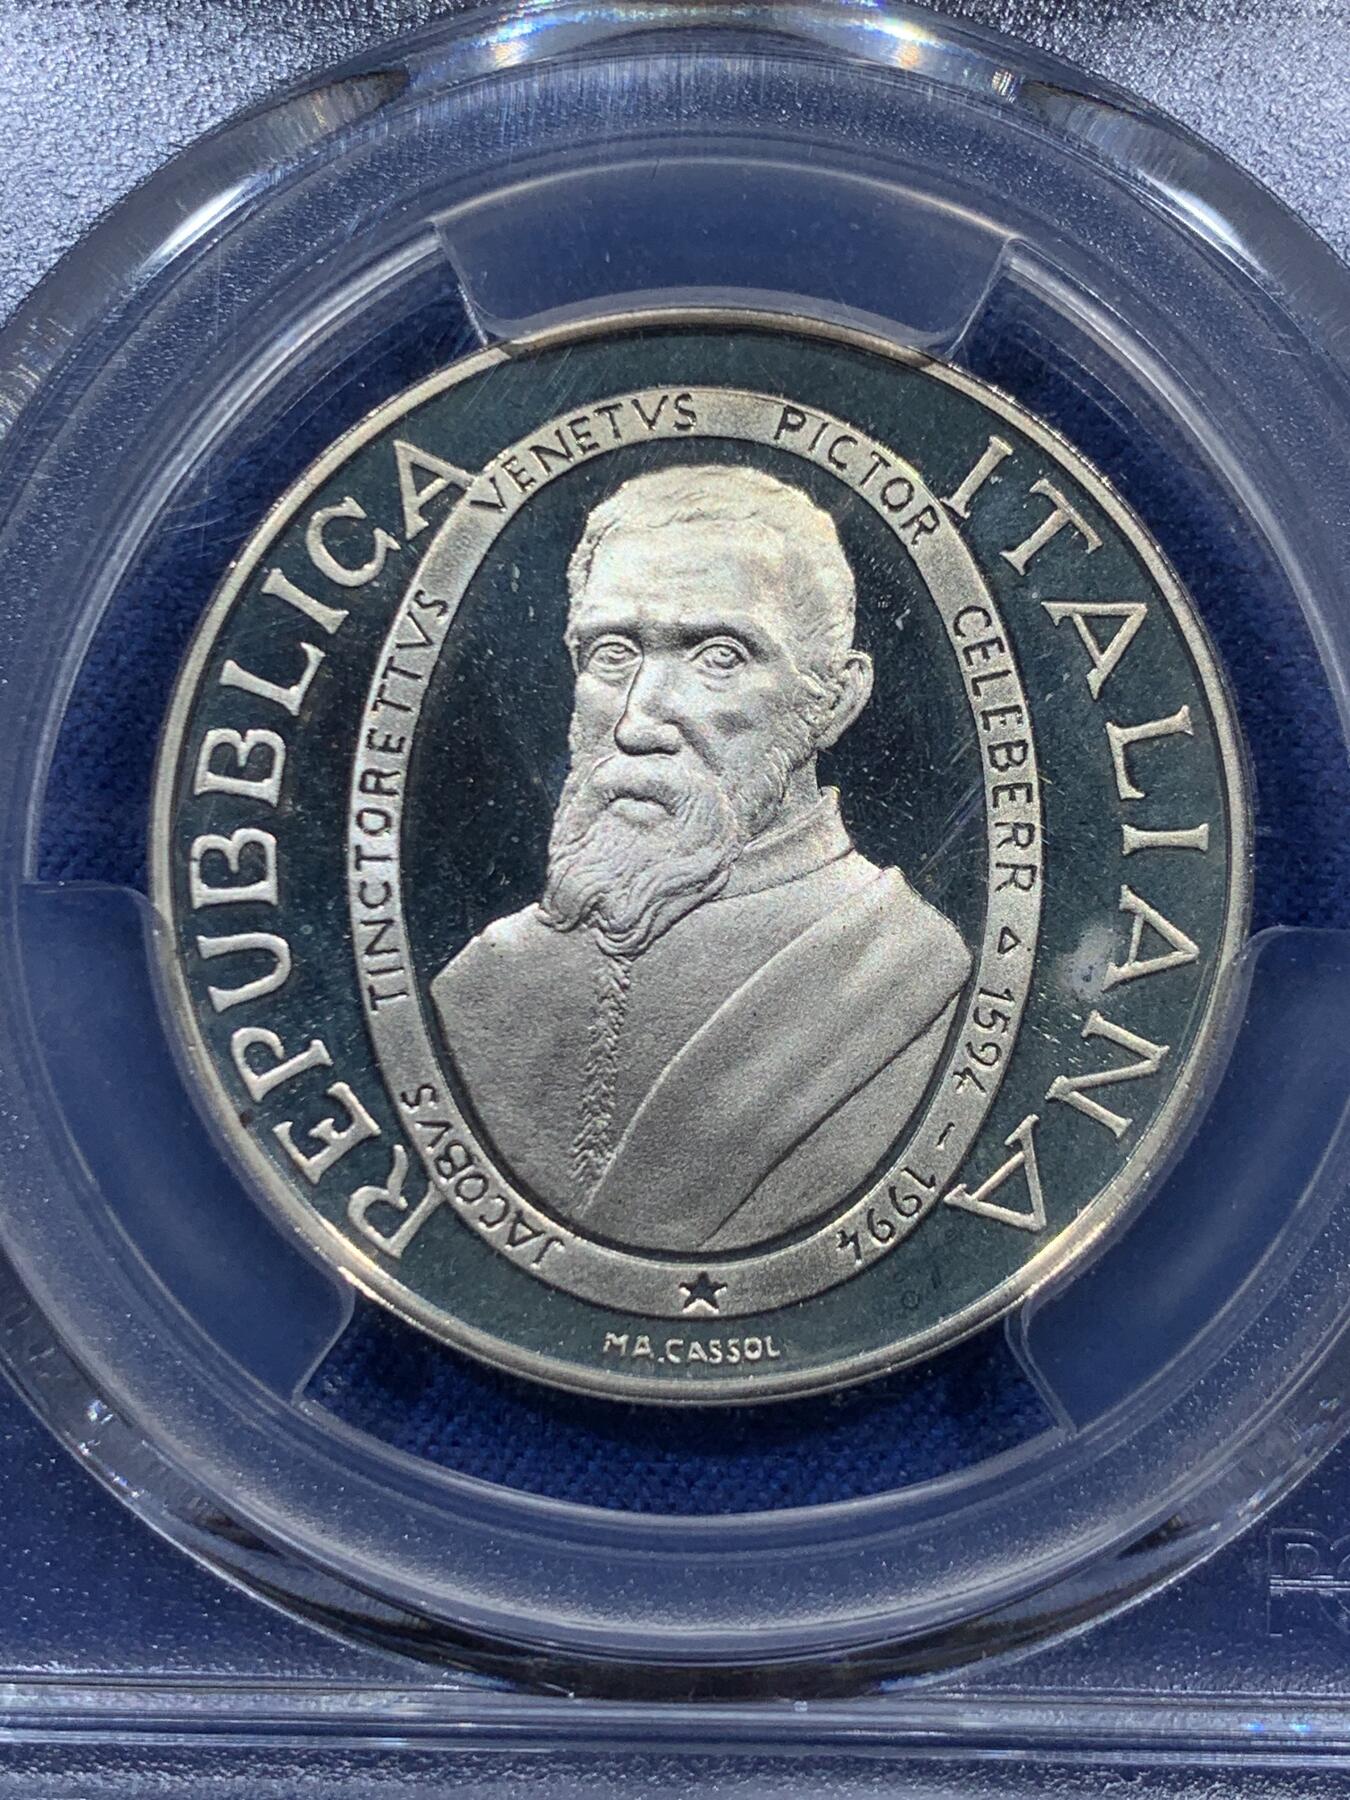 REPUBBLICA ITALIANA
JACOBVS TINCTORETTVS VENETVS PICTOR CELEBERR 1594 - 1994
MA.CASSOL